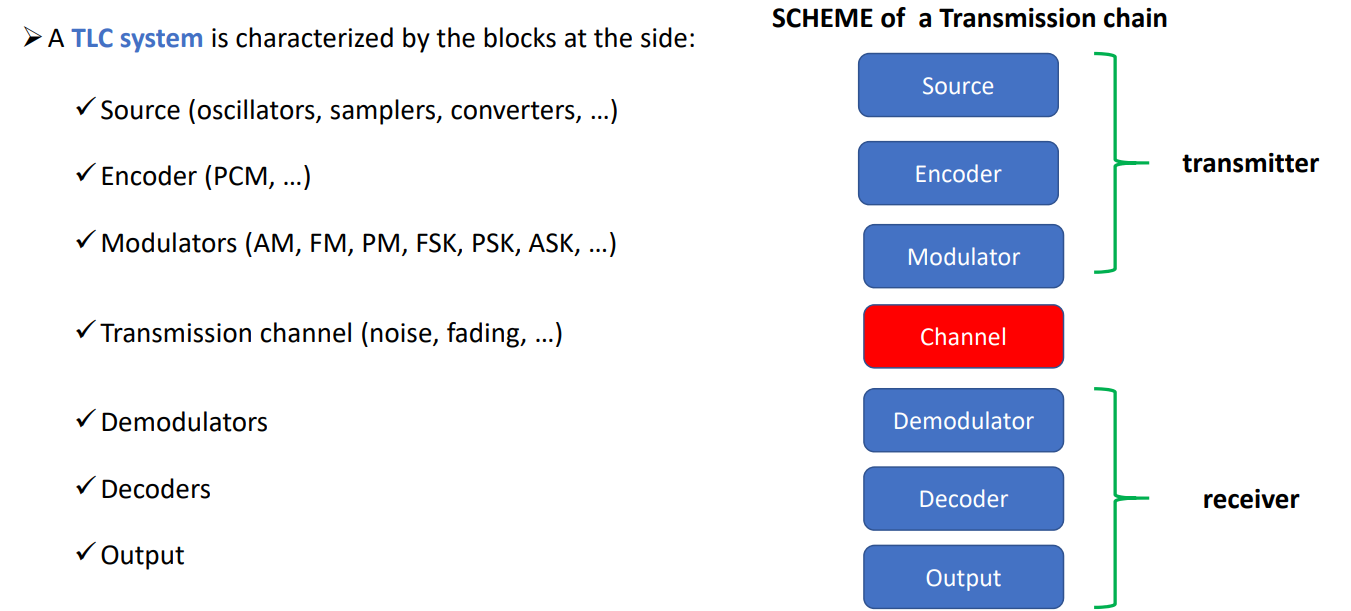 ➢ A TLC system is characterized by the blocks at the side:
✓ Source (oscillators, samplers, converters, …)
✓ Encoder (PCM, …)
✓ Modulators (AM, FM, PM, FSK, PSK, ASK, …)
✓ Transmission channel (noise, fading, …)
✓ Demodulators
✓ Decoders
✓ Output
SCHEME of a Transmission chain
Source
Encoder
Modulator
transmitter
Channel
Demodulator
Decoder
Output
receiver